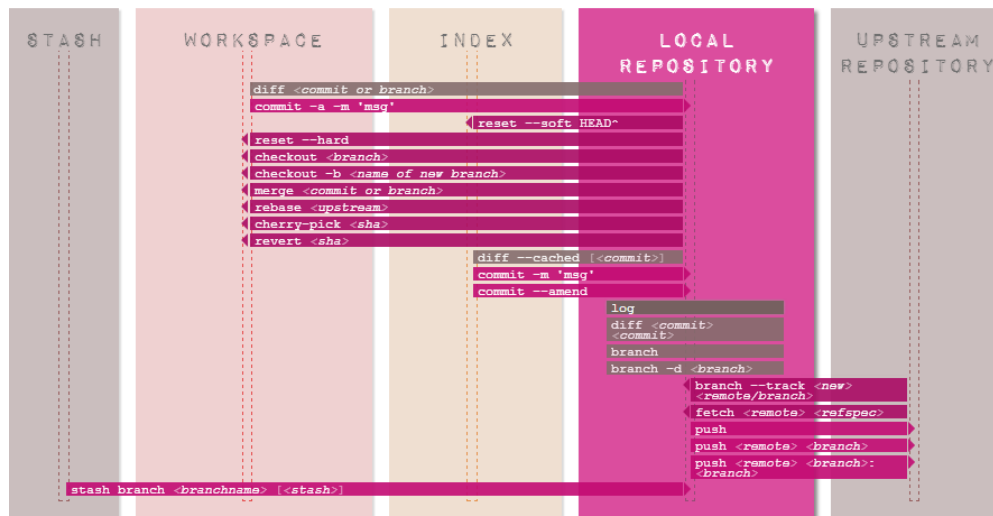 STASH
WORKSPACE
INDEX
LOCAL
REPOSITORY
UPSTREAM
REPOSITORY
diff <commit or branch>
commit -a -m 'msg'
reset --soft HEAD^
reset --hard
checkout <branch>
checkout -b <name of new branch>
merge <commit or branch>
rebase <upstream>
cherry-pick <sha>
revert <sha>
diff --cached [<commit>]
commit -m 'msg'
commit --amend
log
diff <commit>
<commit>
branch
branch -d <branch>
branch --track <new>
<remote/branch>
fetch <remote> <refspec>
push
push <remote> <branch>
push <remote> <branch>:
<branch>
stash branch <branchname> [<stash>]